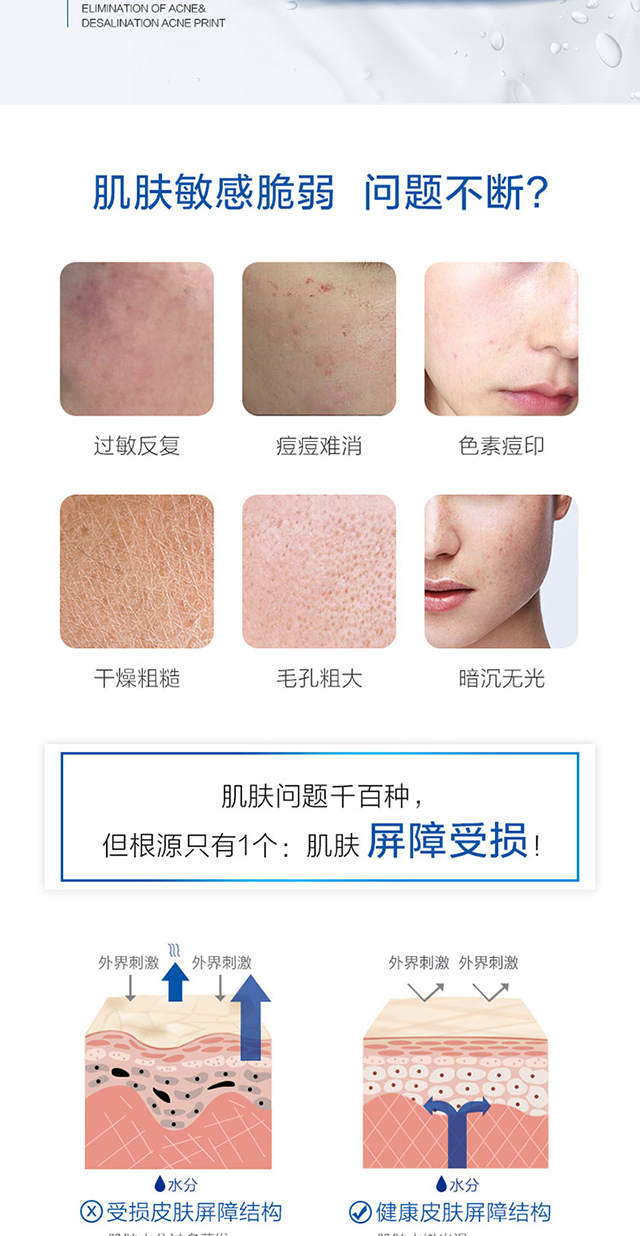 ELIMINATION OF ACNE&
DESALINATION ACNE PRINT
肌肤敏感脆弱 问题不断?
过敏反复
痘痘难消
色素痘印
干燥粗糙
毛孔粗大
暗沉无光
肌肤问题千百种，
但根源只有1个：肌肤 屏障受损！
外界刺激 外界刺激
外界刺激 外界刺激
水分
受损皮肤屏障结构
水分
健康皮肤屏障结构